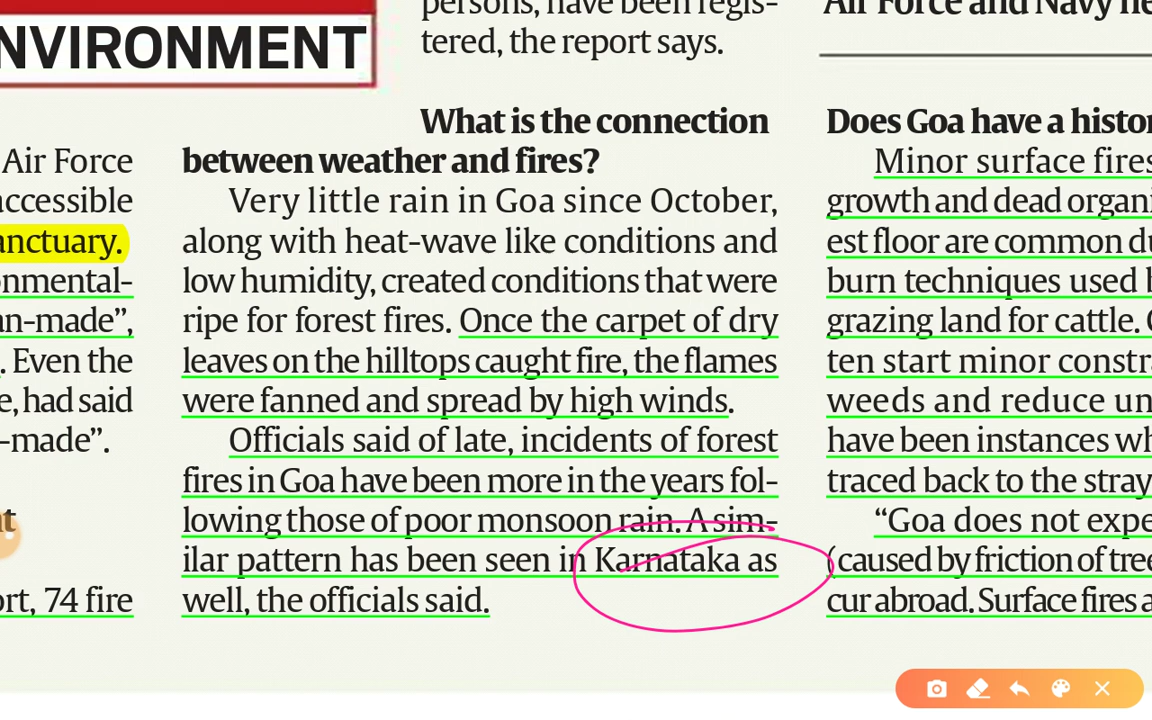 NVIRONMENT
Air Force
accessible
anctuary.
onmental-
an-made”,
. Even the
e, had said
-made”.
t
ort, 74 fire
persons, have been regis-
tered, the report says.
What is the connection
between weather and fires?
Very little rain in Goa since October,
along with heat-wave like conditions and
low humidity, created conditions that were
ripe for forest fires. Once the carpet of dry
leaves on the hilltops caught fire, the flames
were fanned and spread by high winds.
Officials said of late, incidents of forest
fires in Goa have been more in the years fol-
lowing those of poor monsoon rain. A sim-
ilar pattern has been seen in Karnataka as
well, the officials said.
Air Force and Navy he
Does Goa have a histor
Minor surface fires
growth and dead organi
est floor are common du
burn techniques used b
grazing land for cattle. O
ten start minor constra
weeds and reduce un
have been instances wh
traced back to the stray
“Goa does not expe
(caused by friction of tree
cur abroad. Surface fires a